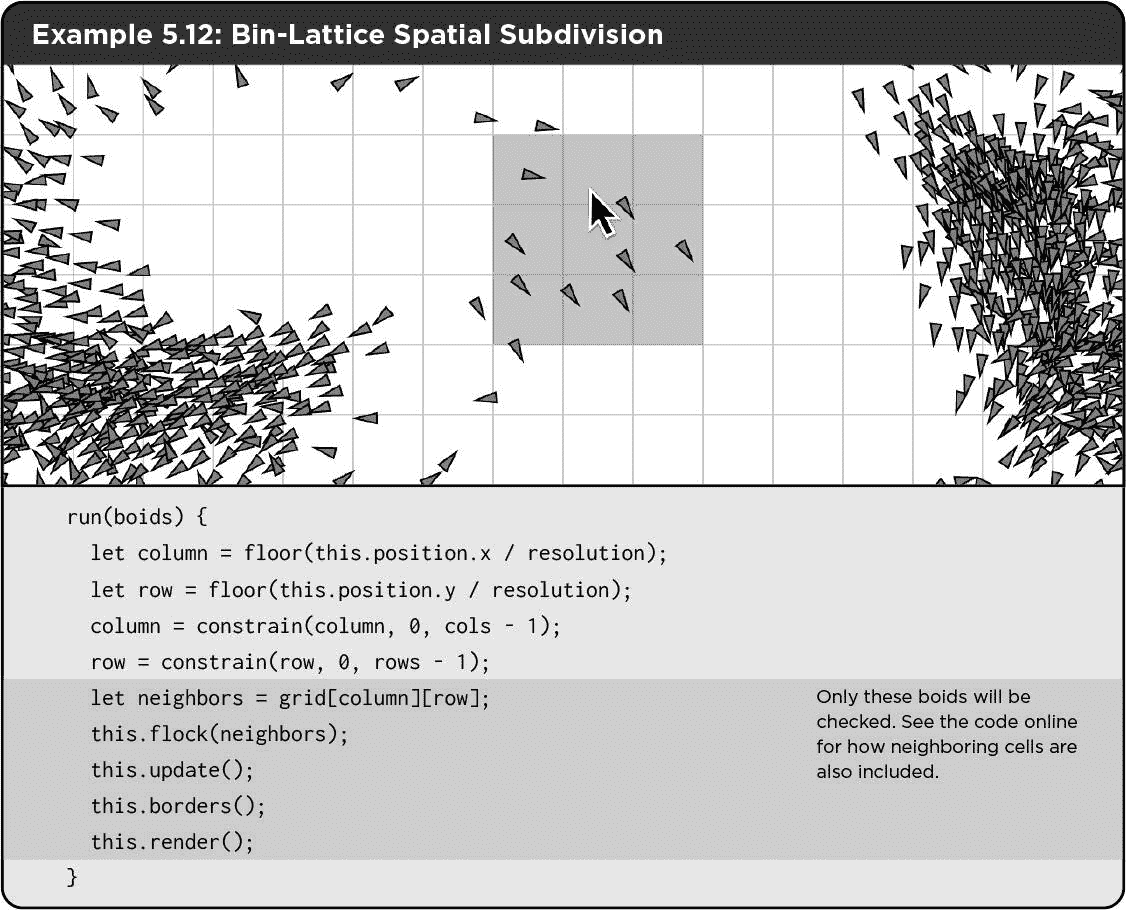 Example 5.12: Bin-Lattice Spatial Subdivision
run(boids) {
let column = floor(this.position.x / resolution);
let row = floor(this.position.y / resolution);
column = constrain(column, 0, cols - 1);
row = constrain(row, 0, rows - 1);
let neighbors = grid[column][row];
this.flock(neighbors);
this.update();
this.borders();
this.render();
}
Only these boids will be
checked. See the code online
for how neighboring cells are
also included.